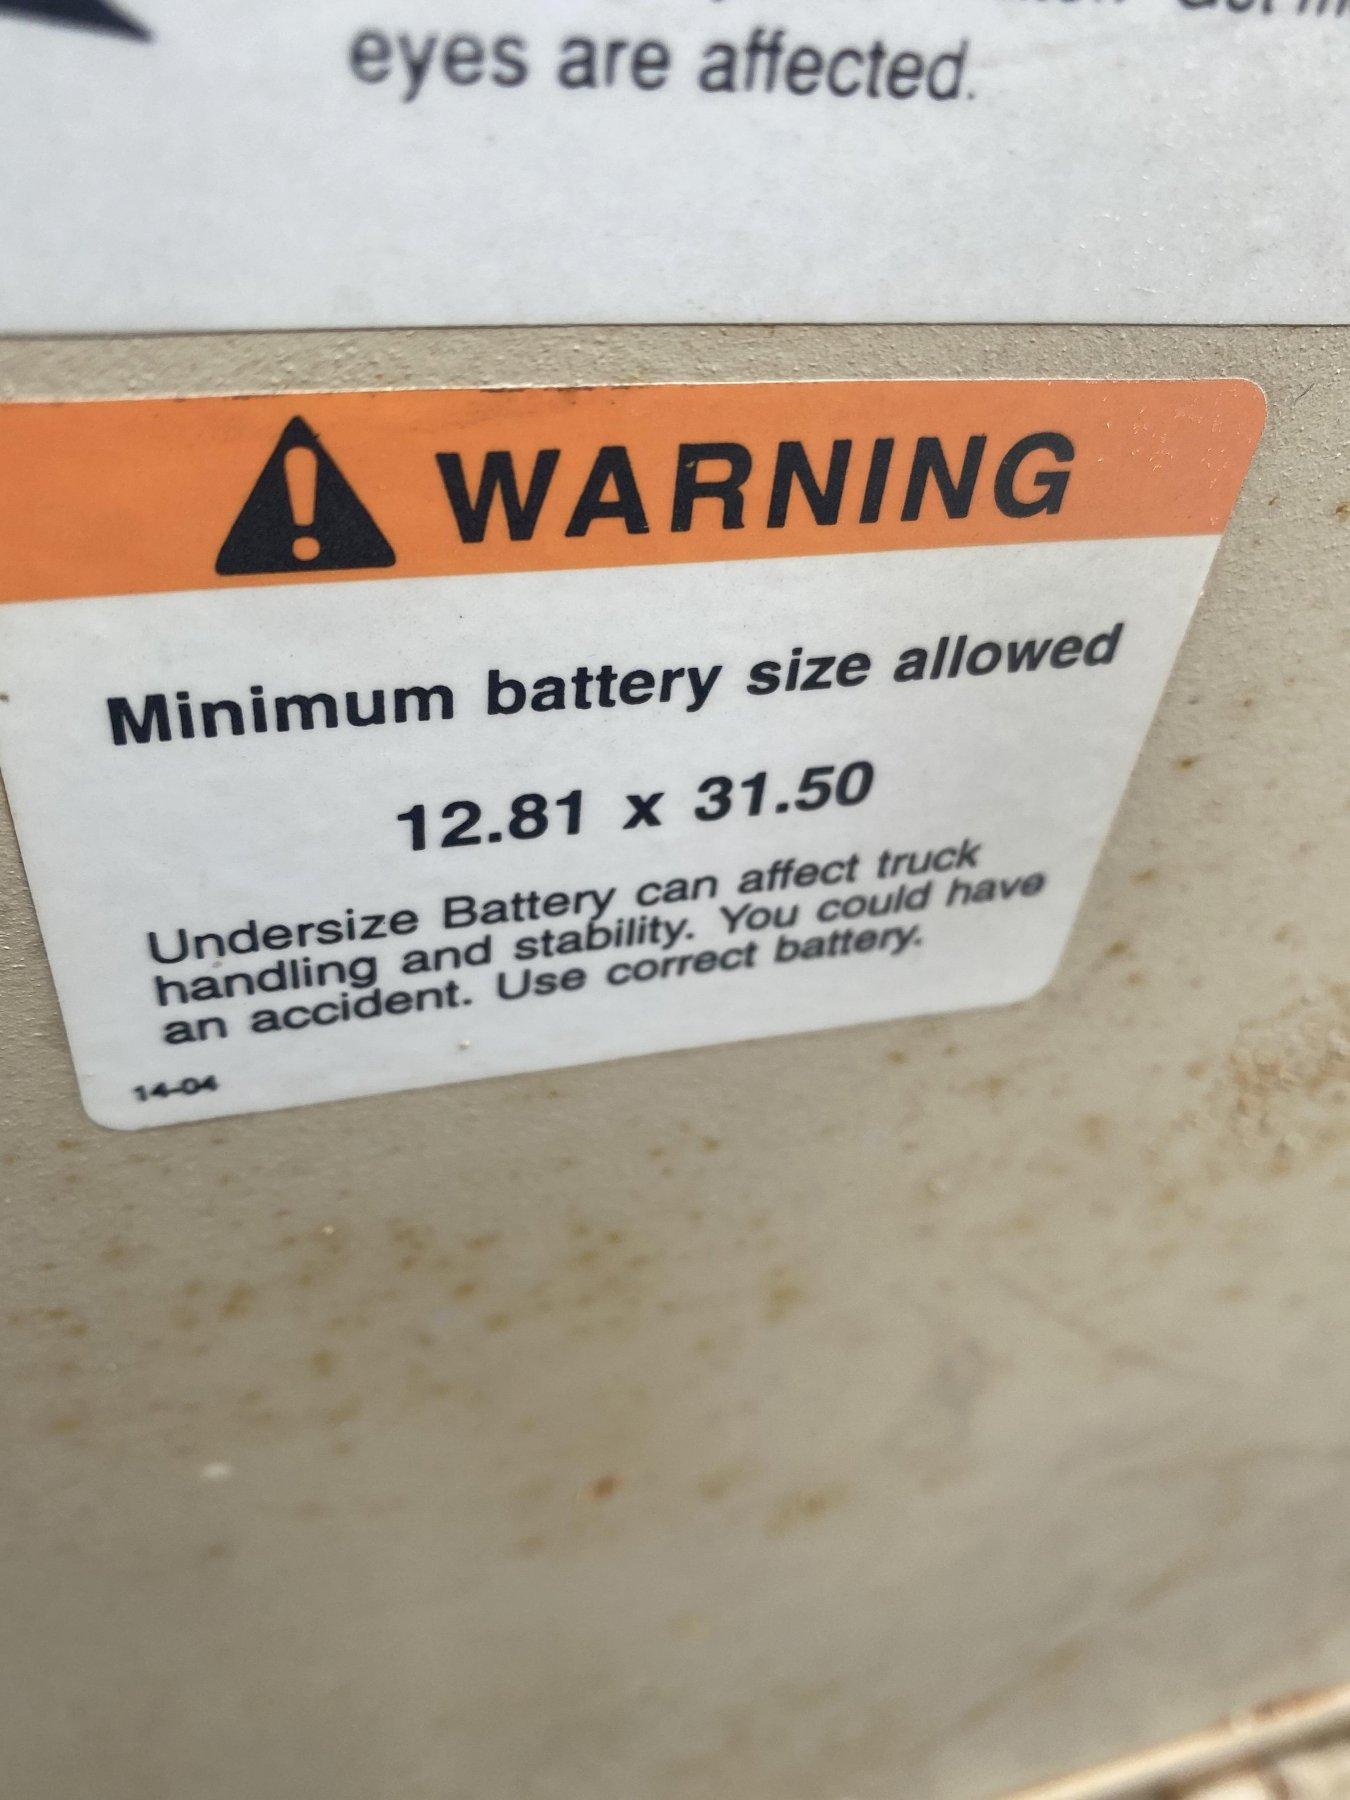 eyes are affected.
WARNING
Minimum battery size allowed
12.81 x 31.50
Undersize Battery can affect truck
handling and stability. You could have
an accident. Use correct battery.
14-04